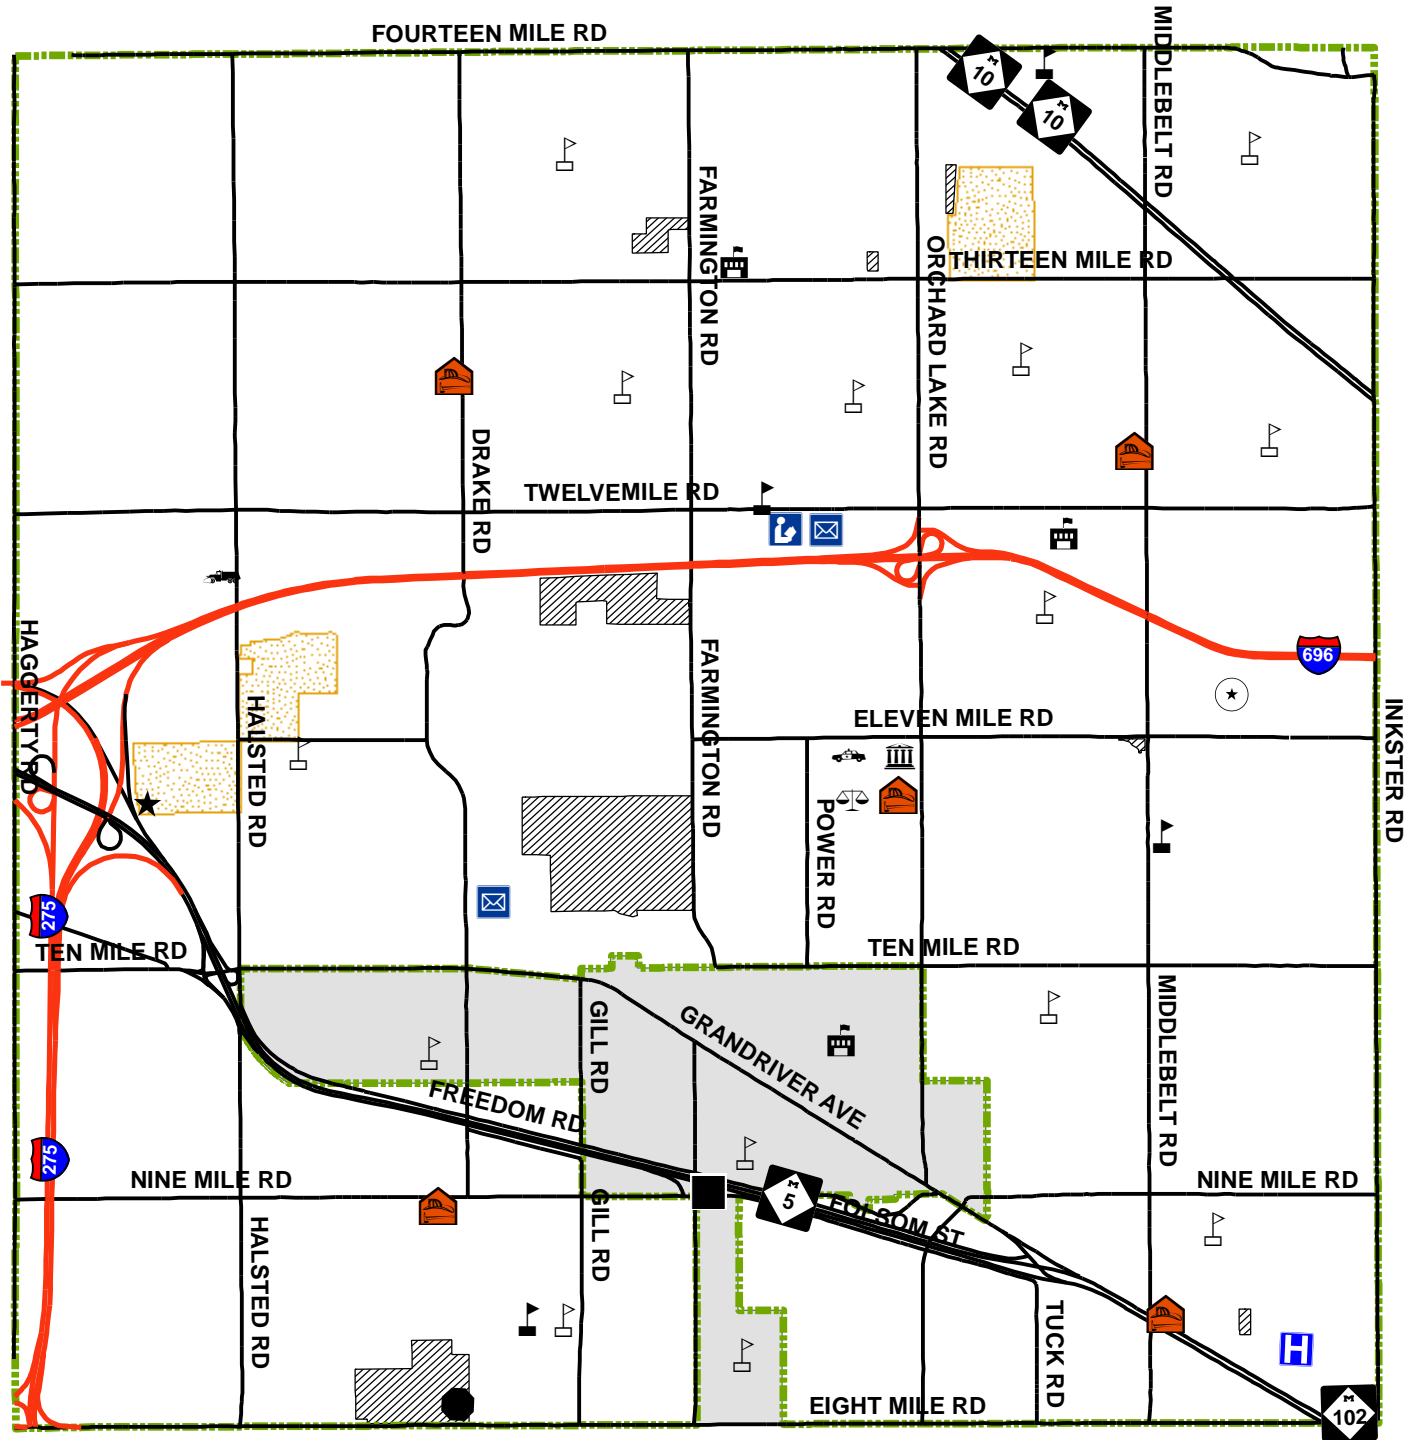 FOURTEEN MILE RD
MIDDLEBELT RD
M
10
M
10
FARMINGTON RD
ORCHARD LAKE RD
THIRTEEN MILE RD
DRAKE RD
TWELVEMILE RD
HAGGERTY RD
FARMINGTON RD
696
HALSTED RD
ELEVEN MILE RD
INKSTER RD
POWER RD
275
TEN MILE RD
TEN MILE RD
GILL RD
GRANDRIVER AVE
MIDDLEBELT RD
FREEDOM RD
275
NINE MILE RD
NINE MILE RD
M
5
FOLSOM ST
GILL RD
HALSTED RD
TUCK RD
H
EIGHT MILE RD
M
102